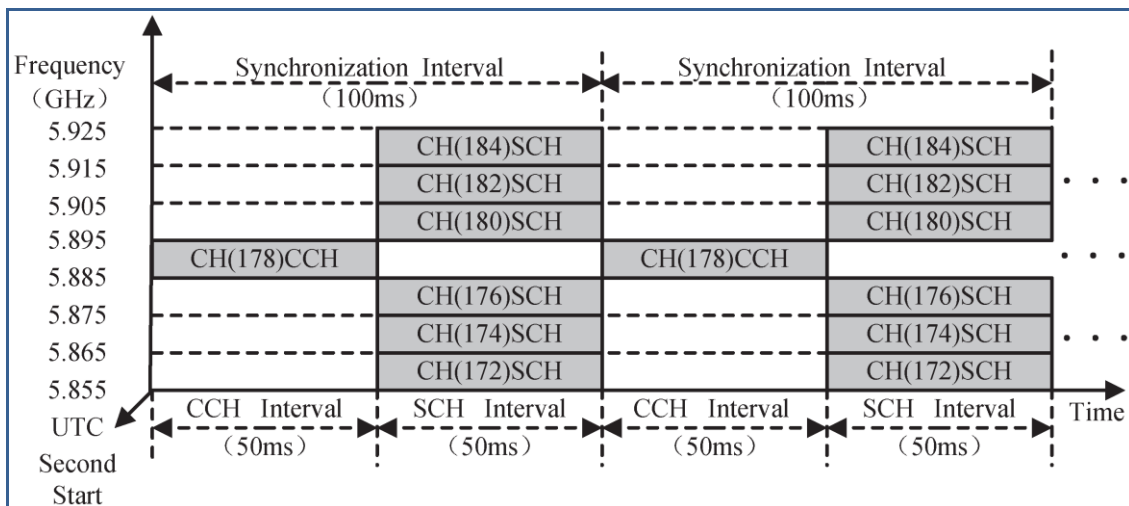 Frequency
（GHz）
Synchronization Interval
（100ms）
Synchronization Interval
（100ms）
5.925
CH(184)SCH
CH(184)SCH
5.915
CH(182)SCH
CH(182)SCH
· · ·
5.905
CH(180)SCH
CH(180)SCH
5.895
CH(178)CCH
CH(178)CCH
· · ·
5.885
CH(176)SCH
CH(176)SCH
5.875
CH(174)SCH
CH(174)SCH
· · ·
5.865
CH(172)SCH
CH(172)SCH
5.855
UTC
Second
Start
CCH Interval
（50ms）
SCH Interval
（50ms）
CCH Interval
（50ms）
SCH Interval
（50ms）
Time